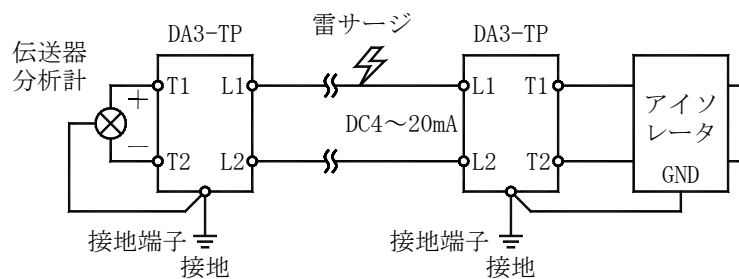 DA3-TP
雷サージ
DA3-TP
伝送器
分析計
T1
L1
L1
T1
アイソ
レータ
+
−
DC4～20mA
T2
L2
L2
T2
GND
接地端子
接地
接地端子
接地